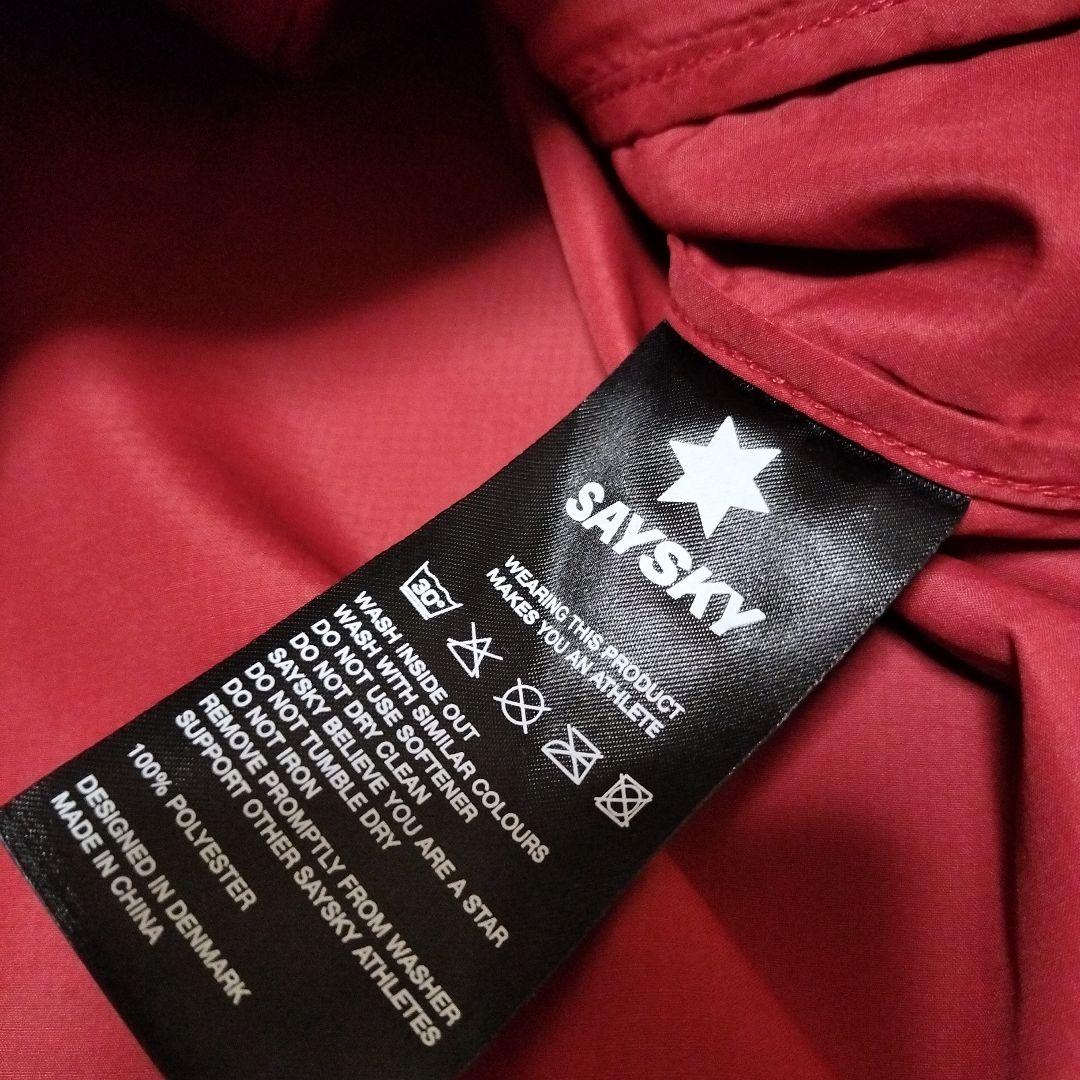 SAYSKY
WEARING THIS PRODUCT
MAKES YOU AN ATHLETE
30°
WASH INSIDE OUT
WASH WITH SIMILAR COLOURS
DO NOT USE SOFTENER
DO NOT DRY CLEAN
SAYSKY BELIEVE YOU ARE A STAR
DO NOT TUMBLE DRY
DO NOT IRON
REMOVE PROMPTLY FROM WASHER
SUPPORT OTHER SAYSKY ATHLETES
100% POLYESTER
DESIGNED IN DENMARK
MADE IN CHINA